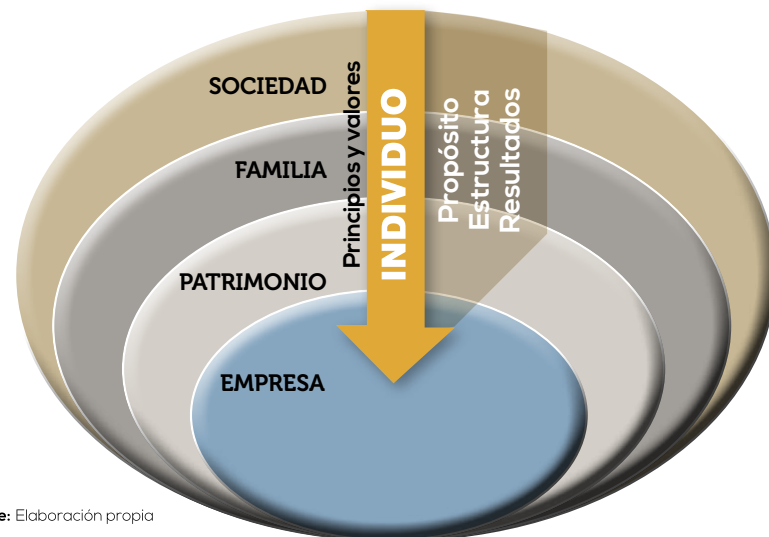 SOCIEDAD
FAMILIA
PATRIMONIO
EMPRESA
Principios y valores
INDIVIDUO
Propósito
Estructura
Resultados
e: Elaboración propia